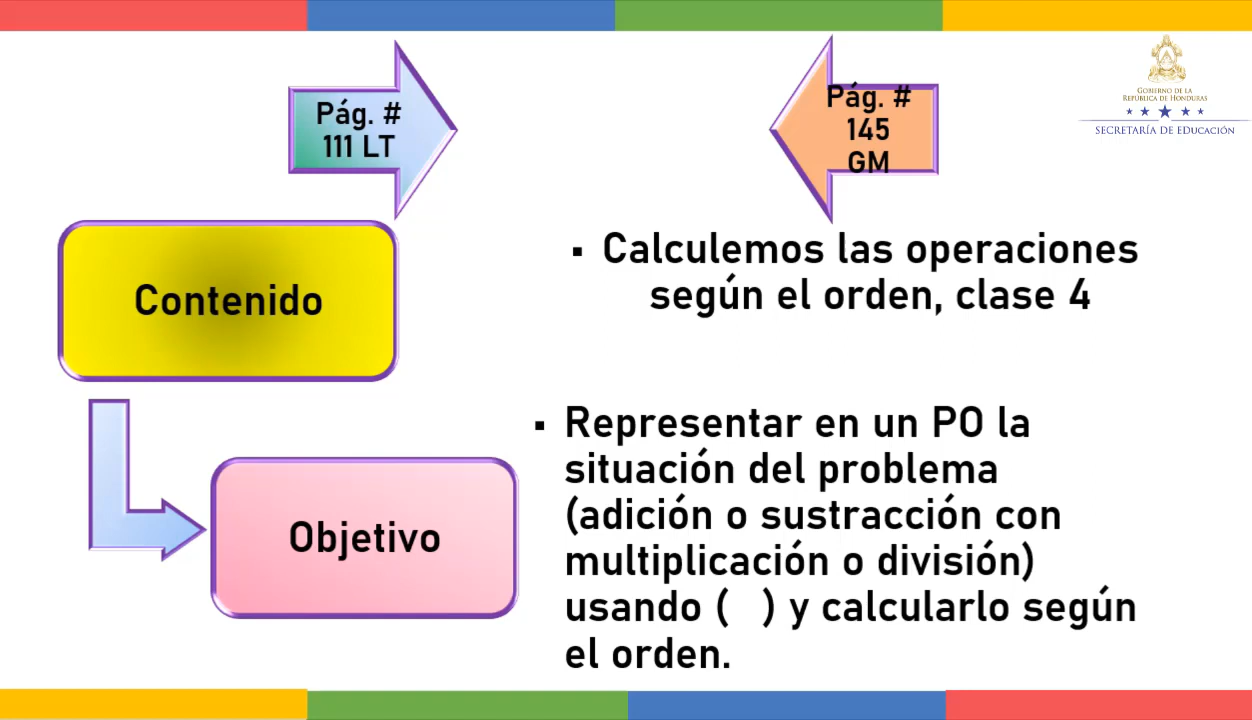 Pág. #
111 LT
Pág. #
145
GM
GOBIERNO DE LA
REPÚBLICA DE HONDURAS
SECRETARÍA DE EDUCACIÓN
Contenido
▪ Calculemos las operaciones
según el orden, clase 4
Objetivo
▪ Representar en un PO la
situación del problema
(adición o sustracción con
multiplicación o división)
usando (   ) y calcularlo según
el orden.